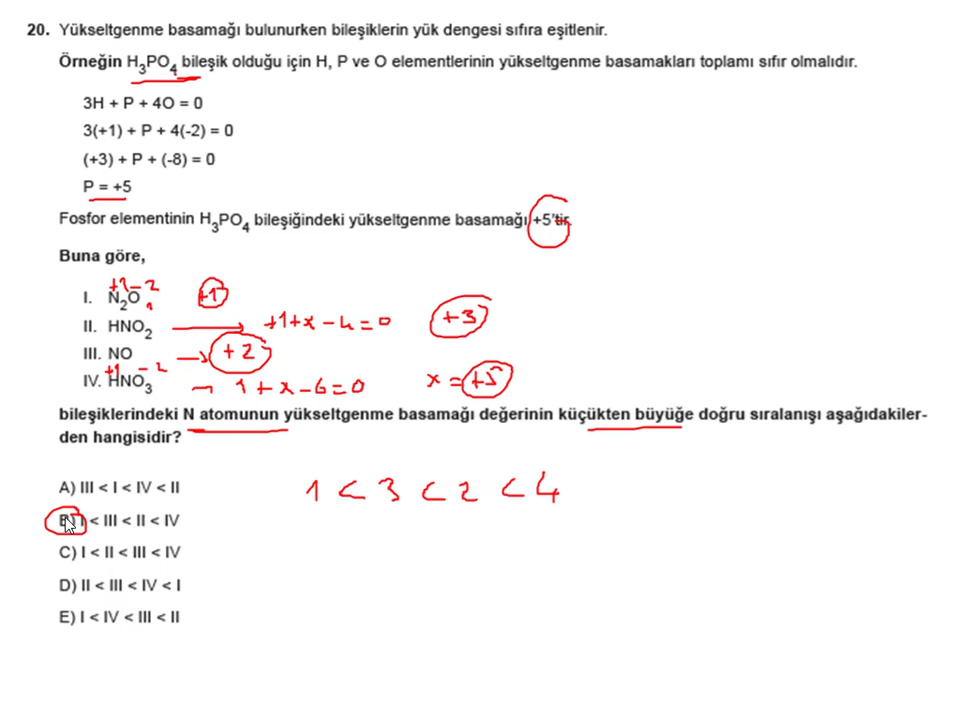 20. Yükseltgenme basamağı bulunurken bileşiklerin yük dengesi sıfıra eşitlenir.
Örneğin H₃PO₄ bileşik olduğu için H, P ve O elementlerinin yükseltgenme basamakları toplamı sıfır olmalıdır.
3H + P + 4O = 0
3(+1) + P + 4(-2) = 0
(+3) + P + (-8) = 0
P = +5
Fosfor elementinin H₃PO₄ bileşiğindeki yükseltgenme basamağı +5'tir.
Buna göre,
+1 -2
I. N₂O 1 +1
II. HNO₂ → +1+x-4=0 +3
III. NO → +2
+1 -2
IV. HNO₃ → 1+x-6=0 x=+5
bileşiklerindeki N atomunun yükseltgenme basamağı değerinin küçükten büyüğe doğru sıralanışı aşağıdakiler-
den hangisidir?
A) III < I < IV < II 1 < 3 < 2 < 4
B) I < III < II < IV
C) I < II < III < IV
D) II < III < IV < I
E) I < IV < III < II